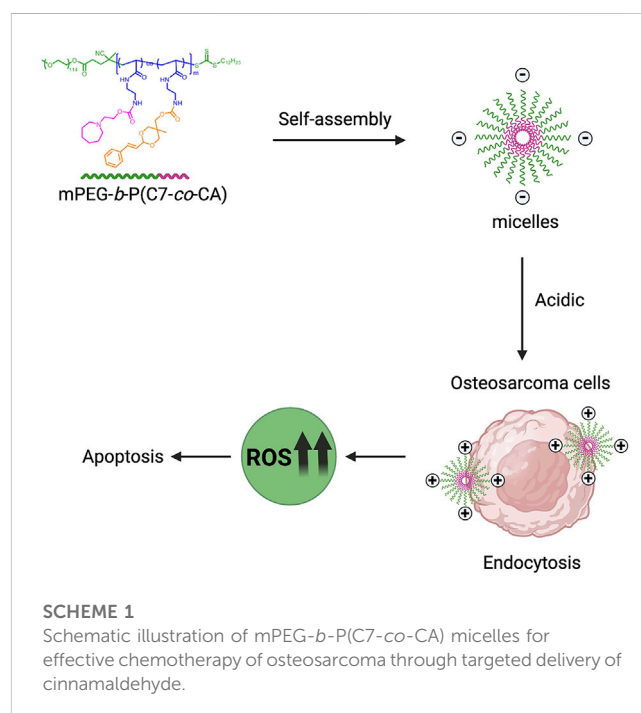 Self-assembly
mPEG-b-P(C7-co-CA)
micelles
Acidic
Osteosarcoma cells
Apoptosis
ROS
Endocytosis
SCHEME 1
Schematic illustration of mPEG-b-P(C7-co-CA) micelles for
effective chemotherapy of osteosarcoma through targeted delivery of
cinnamaldehyde.